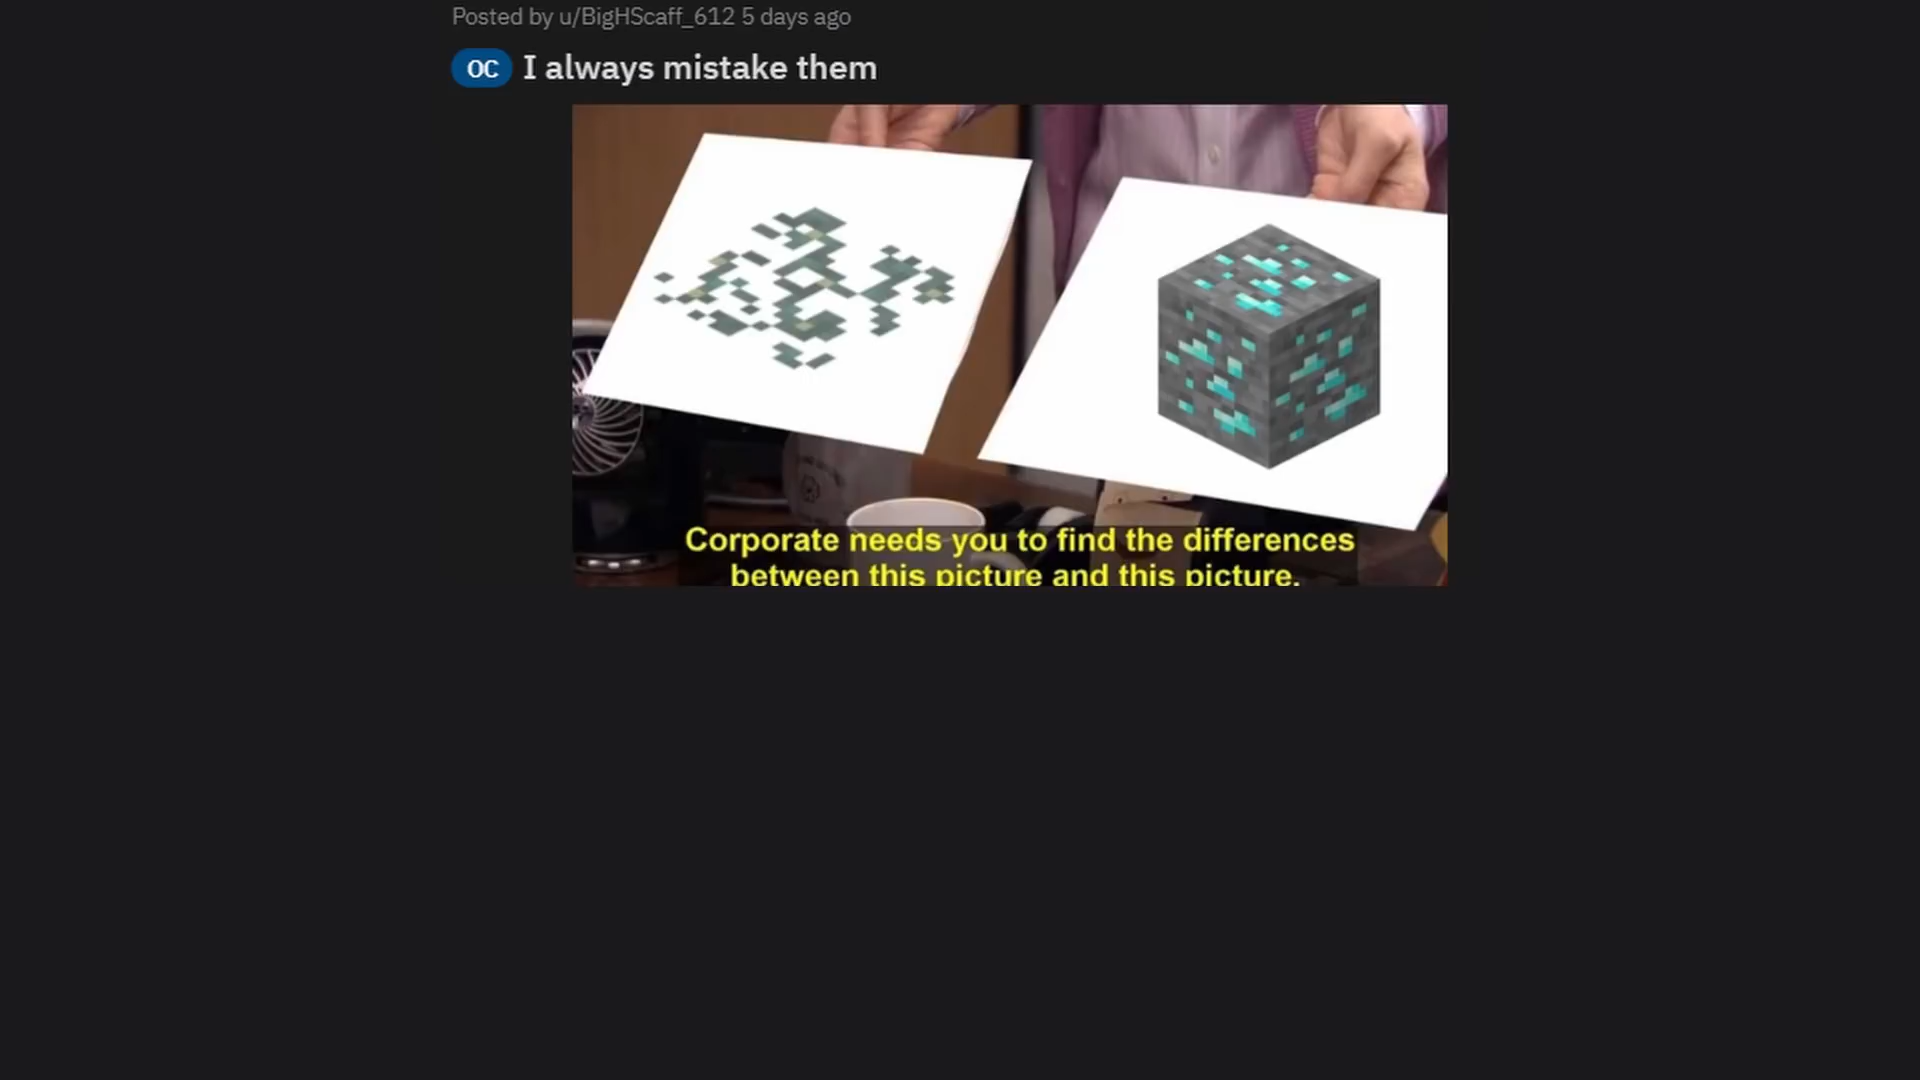 Posted by u/BigHScaff_612 5 days ago
OC I always mistake them
Corporate needs you to find the differences
between this picture and this picture.